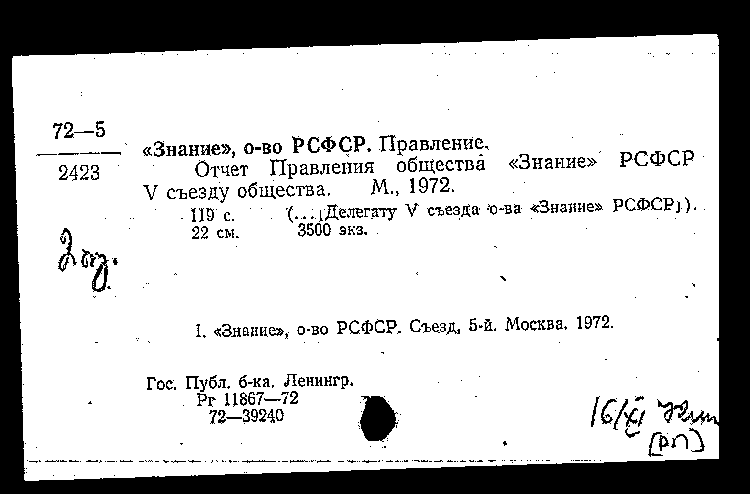 72—5
2423
«Знание», о-во РСФСР. Правление.
Отчет Правления общества «Знание» РСФСР
V съезду общества. М., 1972.
119 с. (...[Делегату V съезда о-ва «Знание» РСФСР]).
22 см. 3500 экз.
I. «Знание», о-во РСФСР. Съезд, 5-й. Москва. 1972.
Гос. Публ. б-ка. Ленингр.
Рг 11867—72
72—39240
16/XI